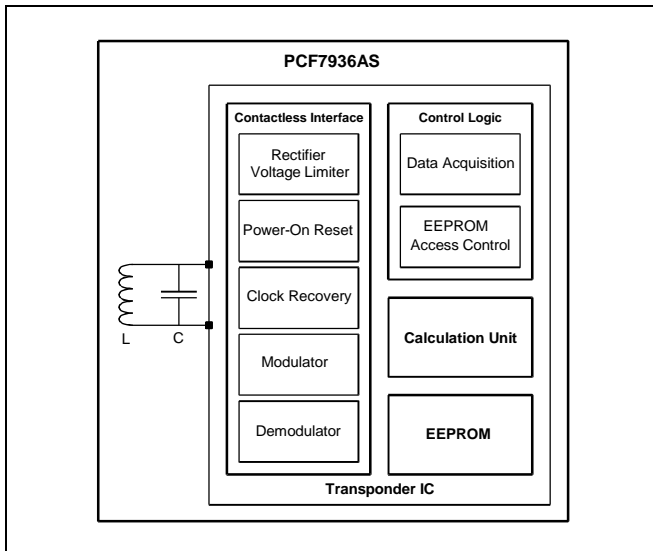 PCF7936AS
Contactless Interface
Rectifier
Voltage Limiter
Power-On Reset
Clock Recovery
Modulator
Demodulator
Control Logic
Data Acquisition
EEPROM
Access Control
Calculation Unit
EEPROM
L
C
Transponder IC